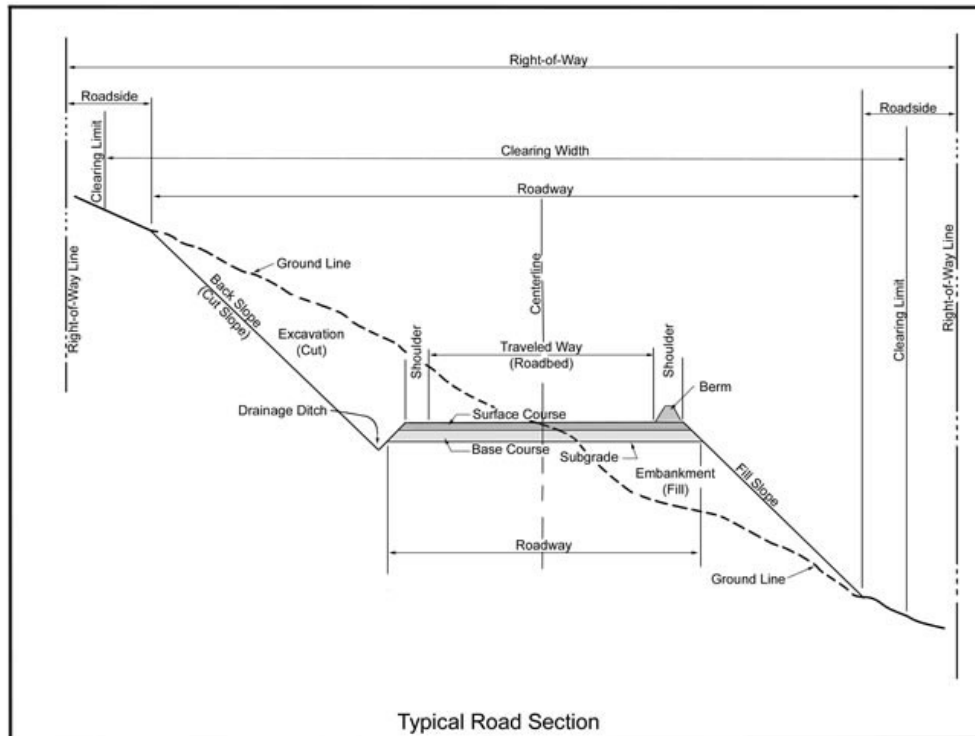 Right-of-Way
Roadside
Roadside
Clearing Limit
Clearing Width
Roadway
Right-of-Way Line
Ground Line
Back Slope
(Cut Slope)
Excavation
(Cut)
Centerline
Shoulder
Traveled Way
(Roadbed)
Shoulder
Clearing Limit
Right-of-Way Line
Berm
Drainage Ditch
Surface Course
Base Course
Subgrade
Embankment
(Fill)
Fill Slope
Roadway
Ground Line
Typical Road Section